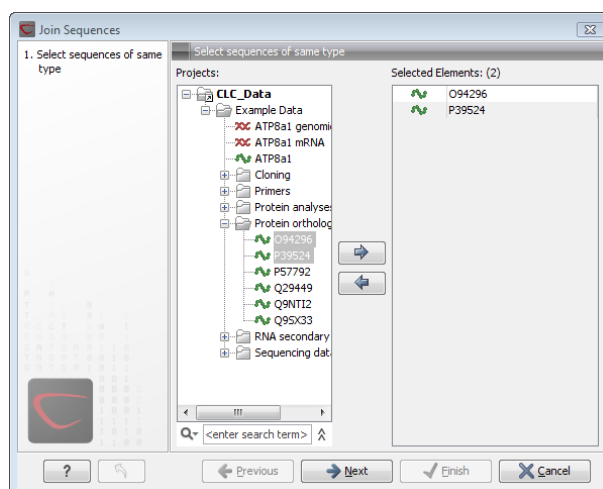 Join Sequences
1. Select sequences of same
type
Select sequences of same type
Projects:
CLC_Data
Example Data
ATP8a1 genomi
ATP8a1 mRNA
ATP8a1
Cloning
Primers
Protein analyse
Protein ortholog
O94296
P39524
P57792
Q29449
Q9NTI2
Q9SX33
RNA secondary
Sequencing dat
<enter search term>
Selected Elements: (2)
O94296
P39524
?
Previous
Next
Finish
Cancel